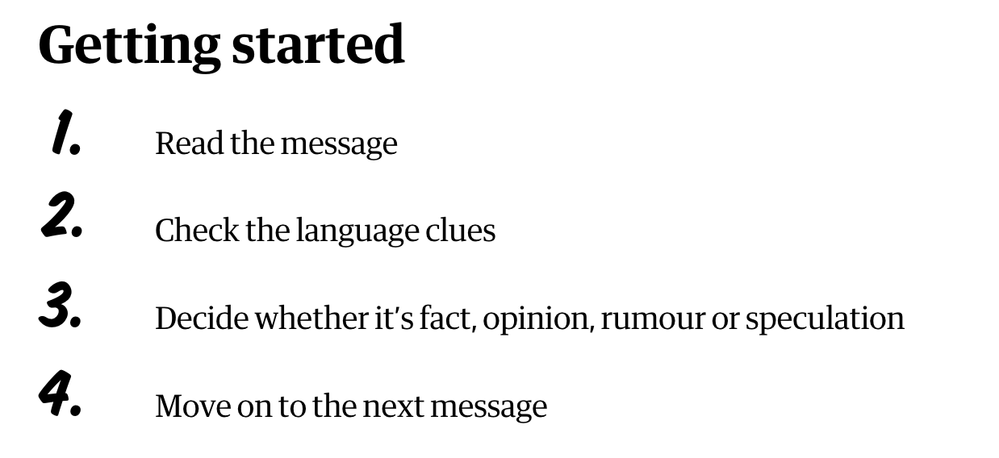 Getting started
1. Read the message
2. Check the language clues
3. Decide whether it’s fact, opinion, rumour or speculation
4. Move on to the next message